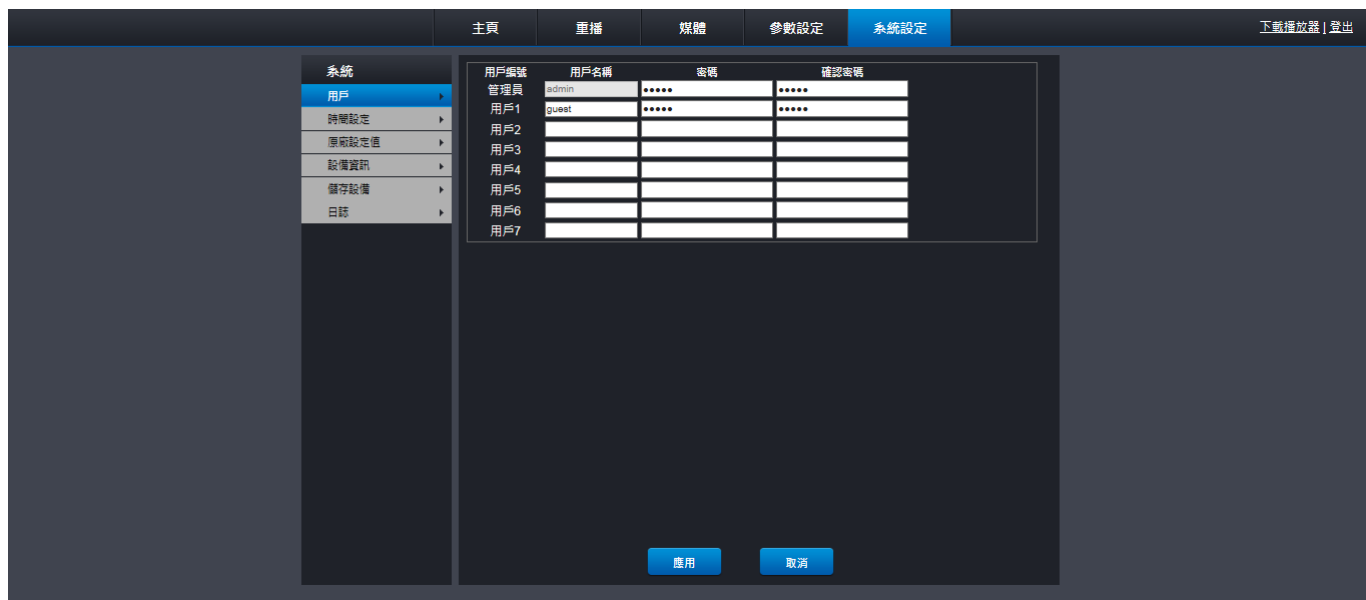 主頁 重播 媒體 參數設定 系統設定 下載播放器 | 登出
系統
用戶
時間設定
原廠設定值
設備資訊
儲存設備
日誌
用戶編號 用戶名稱 密碼 確認密碼
管理員 admin ••••• •••••
用戶1 guest ••••• •••••
用戶2
用戶3
用戶4
用戶5
用戶6
用戶7
應用 取消